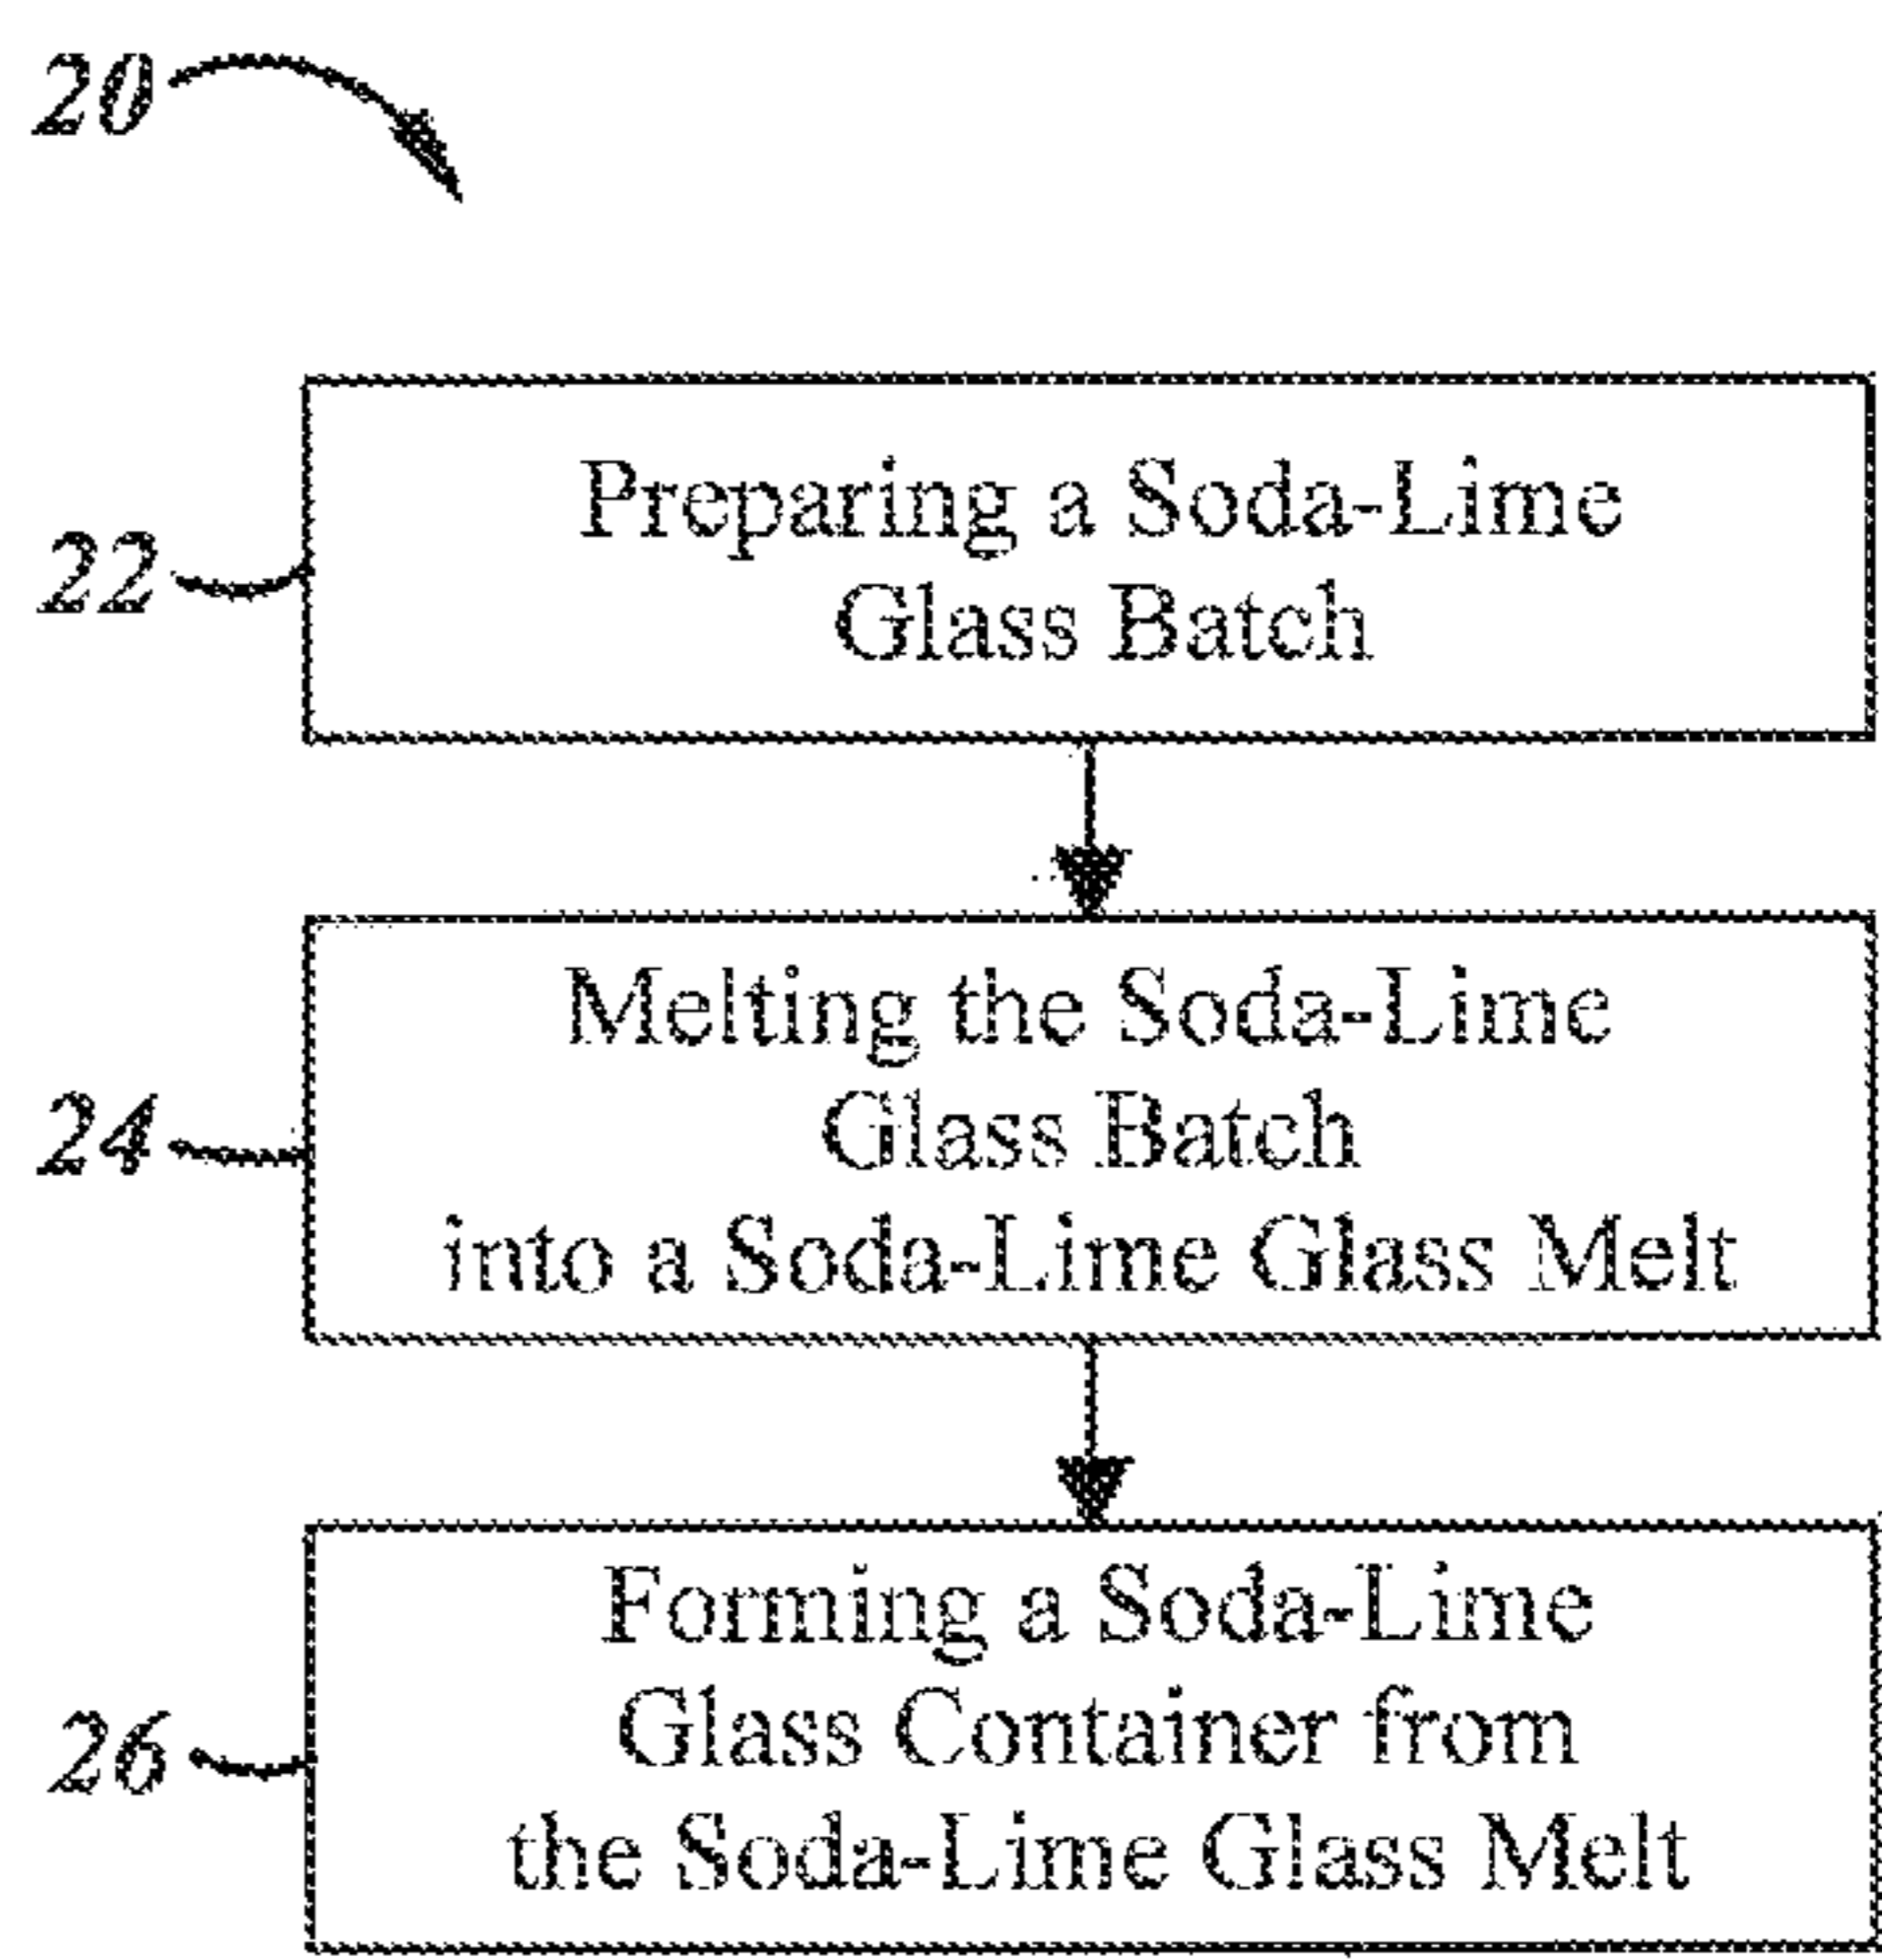 20
22
Preparing a Soda-Lime
Glass Batch
24
Melting the Soda-Lime
Glass Batch
into a Soda-Lime Glass Melt
26
Forming a Soda-Lime
Glass Container from
the Soda-Lime Glass Melt